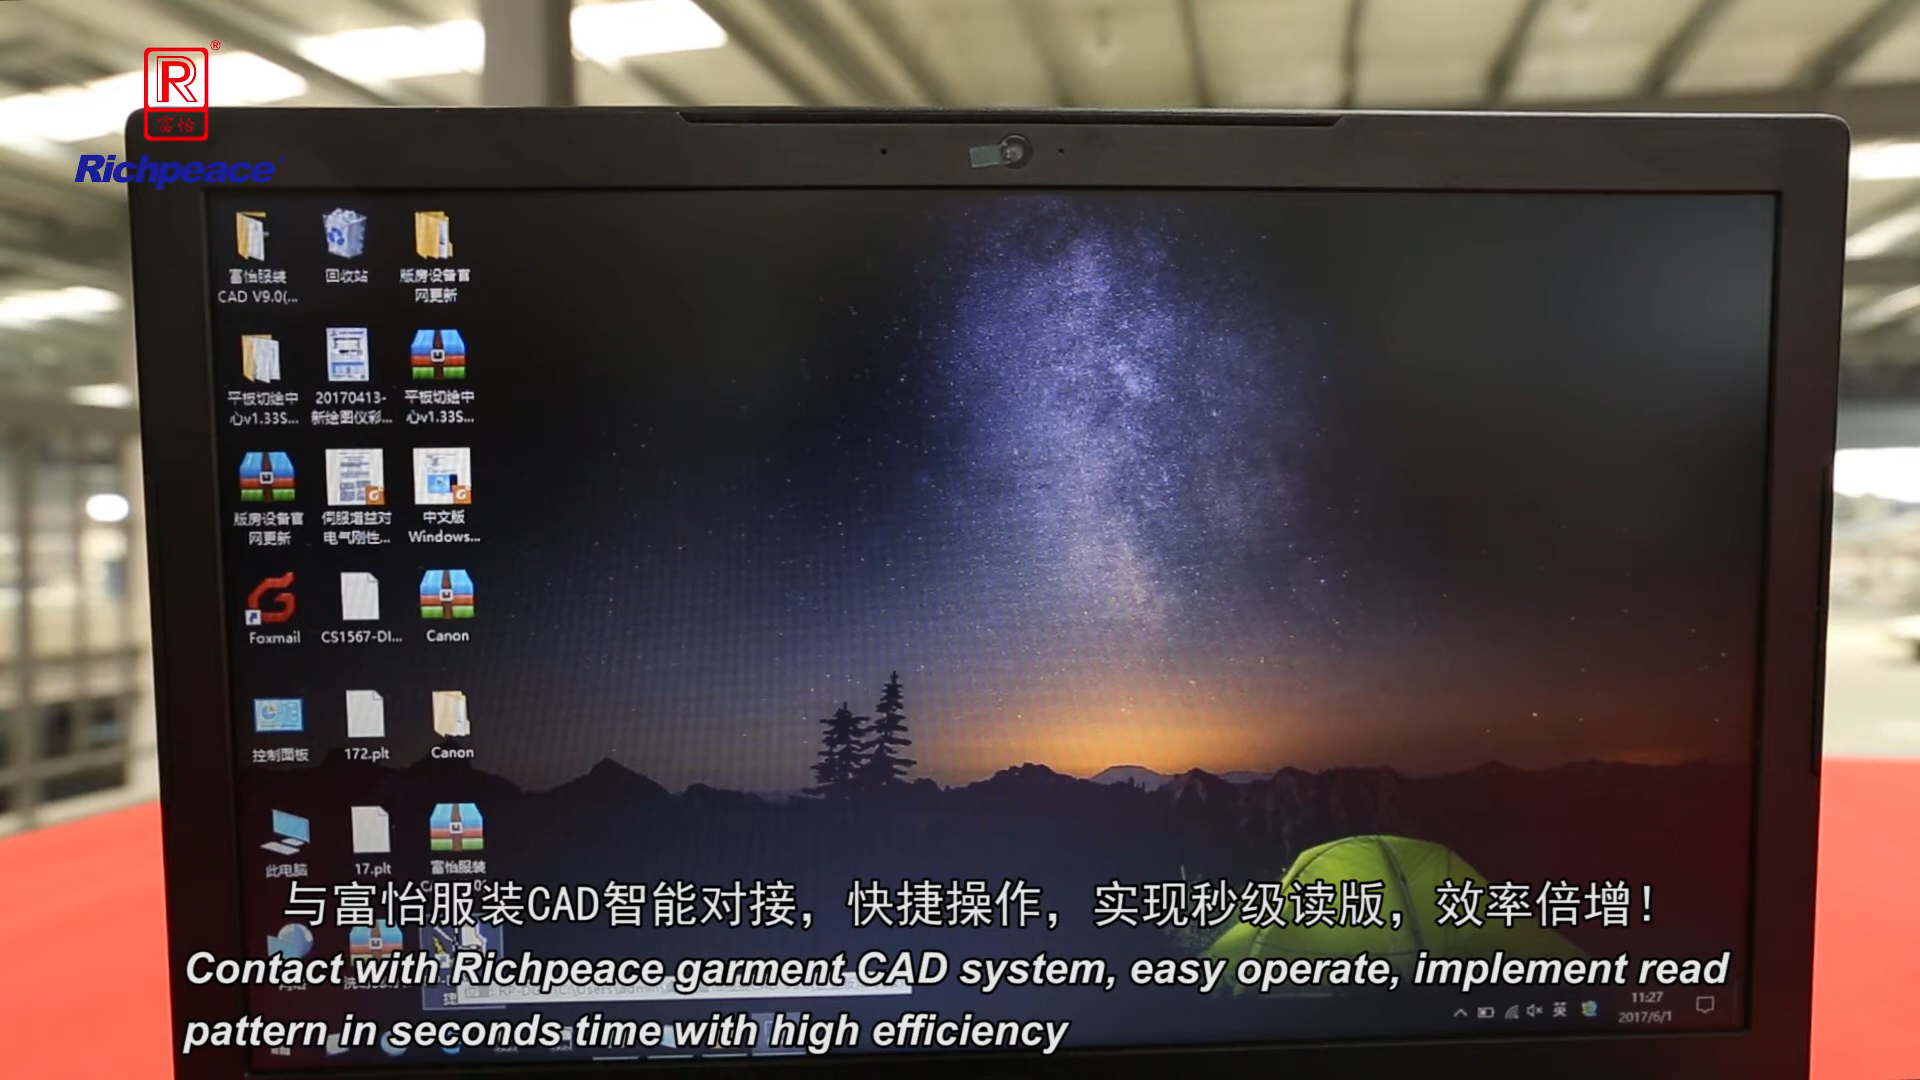 R®
富怡
Richpeace
富怡服装
CAD V9.0(...
回收站
版房设备官
网更新
平板切绘中
心v1.33S...
20170413-
新绘图仪彩...
平板切绘中
心v1.33S...
版房设备官
网更新
伺服增益对
电气刚性...
中文版
Windows...
Foxmail
CS1567-DI...
Canon
控制面板
172.plt
Canon
此电脑
17.plt
富怡服装
与富怡服装CAD智能对接，快捷操作，实现秒级读版，效率倍增！
Contact with Richpeace garment CAD system, easy operate, implement read
pattern in seconds time with high efficiency
英
11:27
2017/6/1